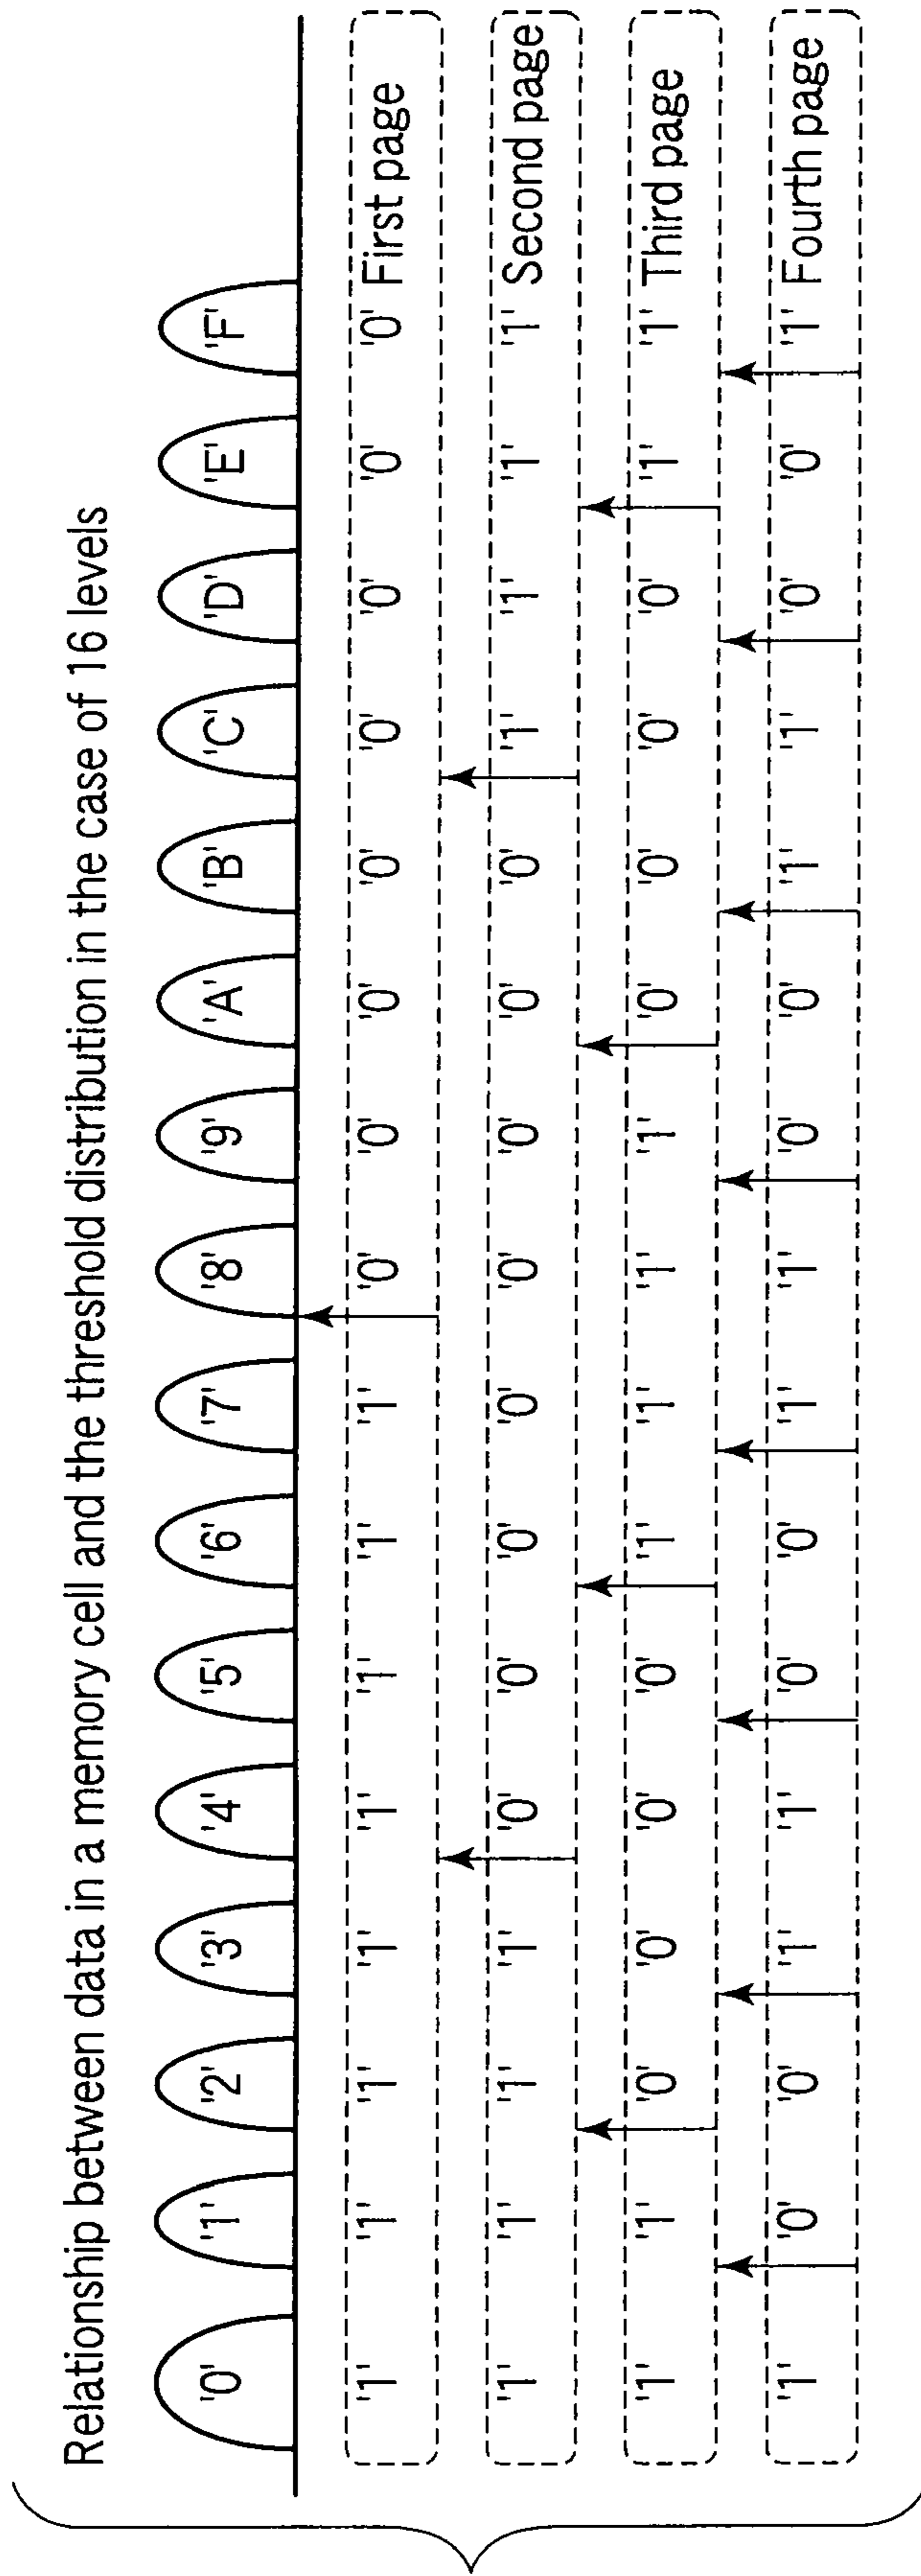 Relationship between data in a memory cell and the threshold distribution in the case of 16 levels
'0' '1' '2' '3' '4' '5' '6' '7' '8' '9' 'A' 'B' 'C' 'D' 'E' 'F'
'1' '1' '1' '1' '1' '1' '1' '1' '0' '0' '0' '0' '0' '0' '0' '0' First page
'1' '1' '1' '1' '0' '0' '0' '0' '0' '0' '0' '0' '1' '1' '1' '1' Second page
'1' '1' '0' '0' '0' '0' '1' '1' '1' '1' '0' '0' '0' '0' '1' '1' Third page
'1' '0' '0' '1' '1' '0' '0' '1' '1' '0' '0' '1' '1' '0' '0' '1' Fourth page